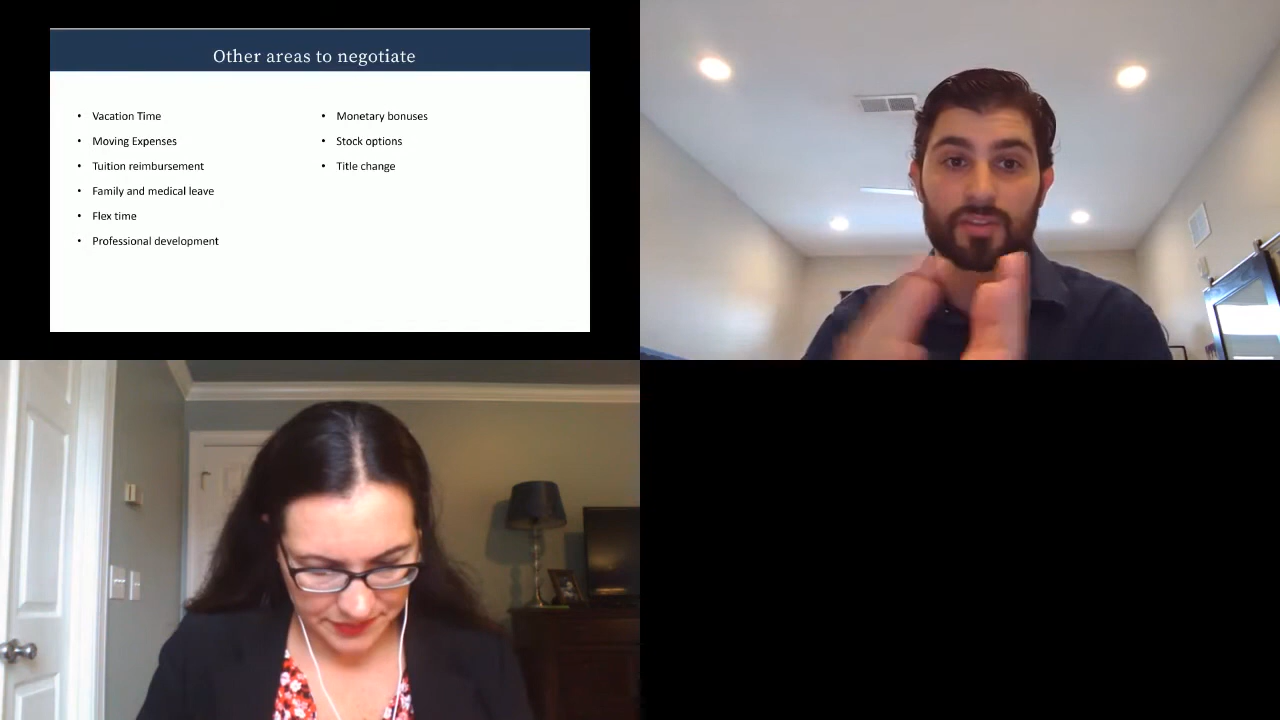 Other areas to negotiate
• Vacation Time
• Moving Expenses
• Tuition reimbursement
• Family and medical leave
• Flex time
• Professional development
• Monetary bonuses
• Stock options
• Title change